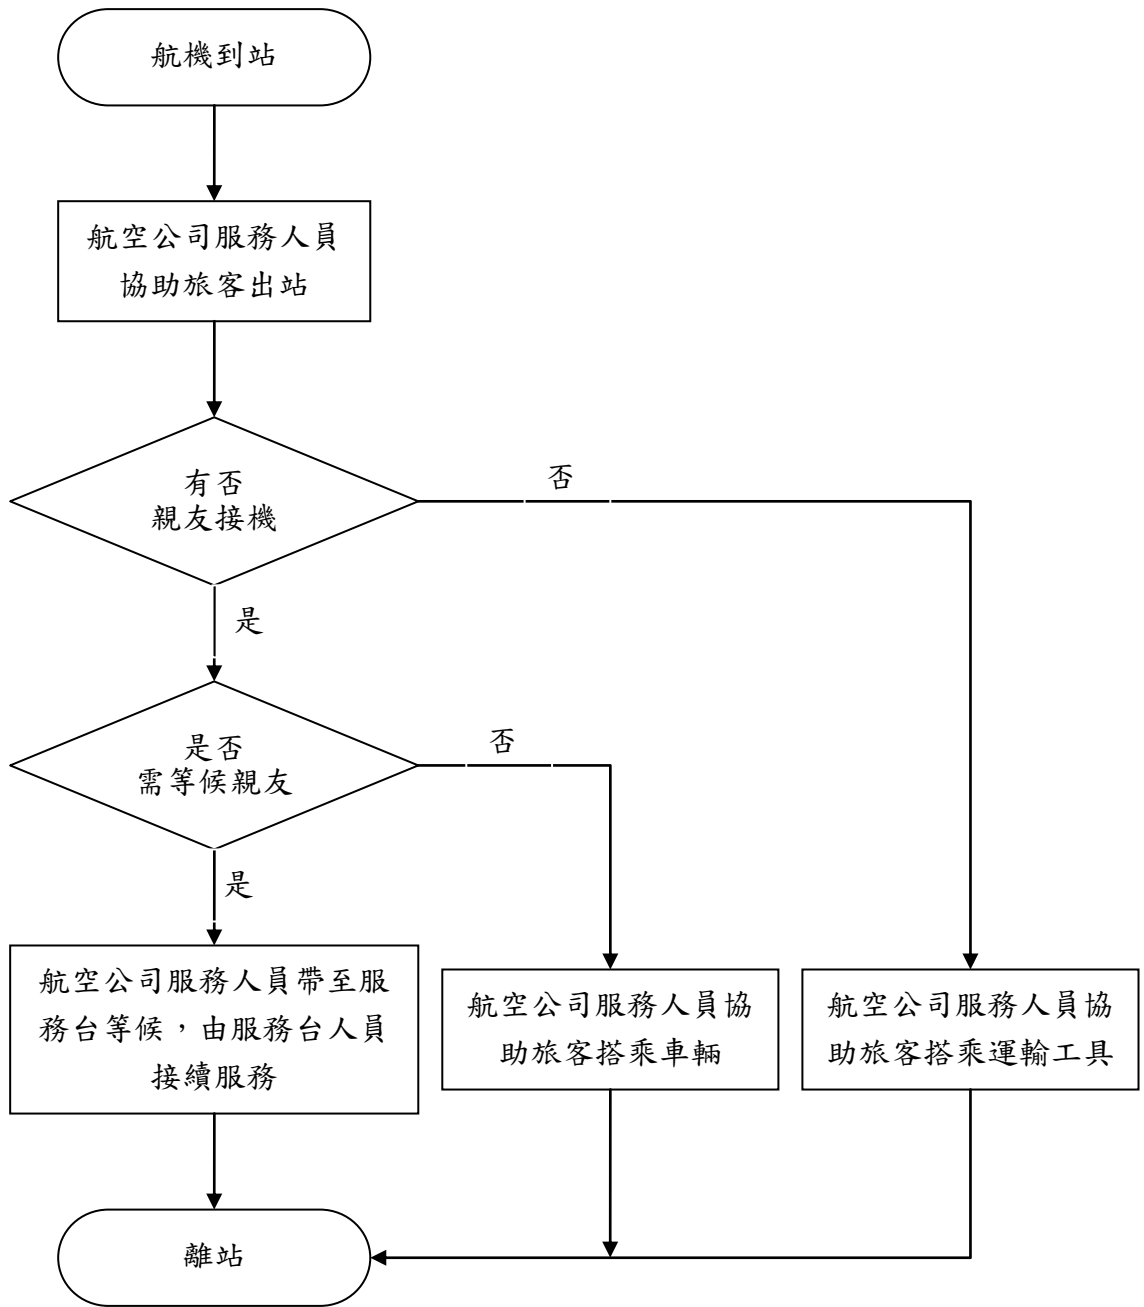 航機到站
航空公司服務人員
協助旅客出站
有否
親友接機
否
是
是否
需等候親友
否
是
航空公司服務人員帶至服
務台等候，由服務台人員
接續服務
航空公司服務人員協
助旅客搭乘車輛
航空公司服務人員協
助旅客搭乘運輸工具
離站